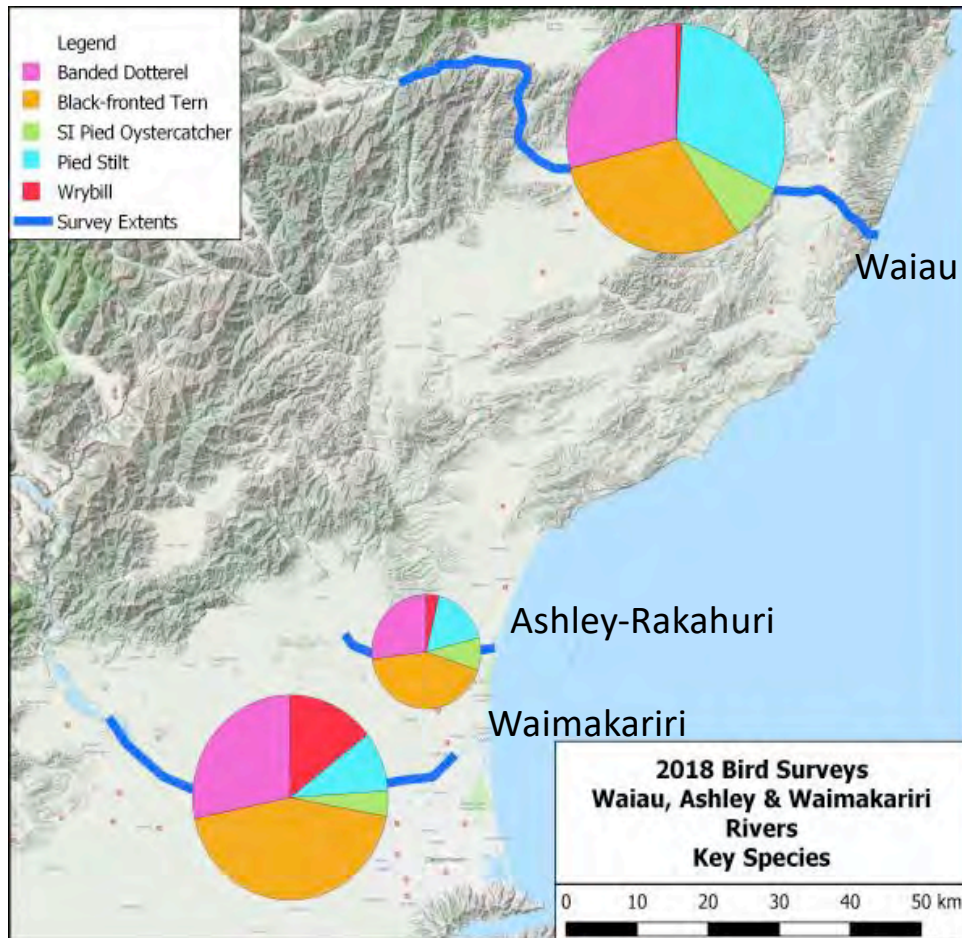 Legend
Banded Dotterel
Black-fronted Tern
SI Pied Oystercatcher
Pied Stilt
Wrybill
Survey Extents
Waiau
Ashley-Rakahuri
Waimakariri
2018 Bird Surveys
Waiau, Ashley & Waimakariri
Rivers
Key Species
0 10 20 30 40 50 km